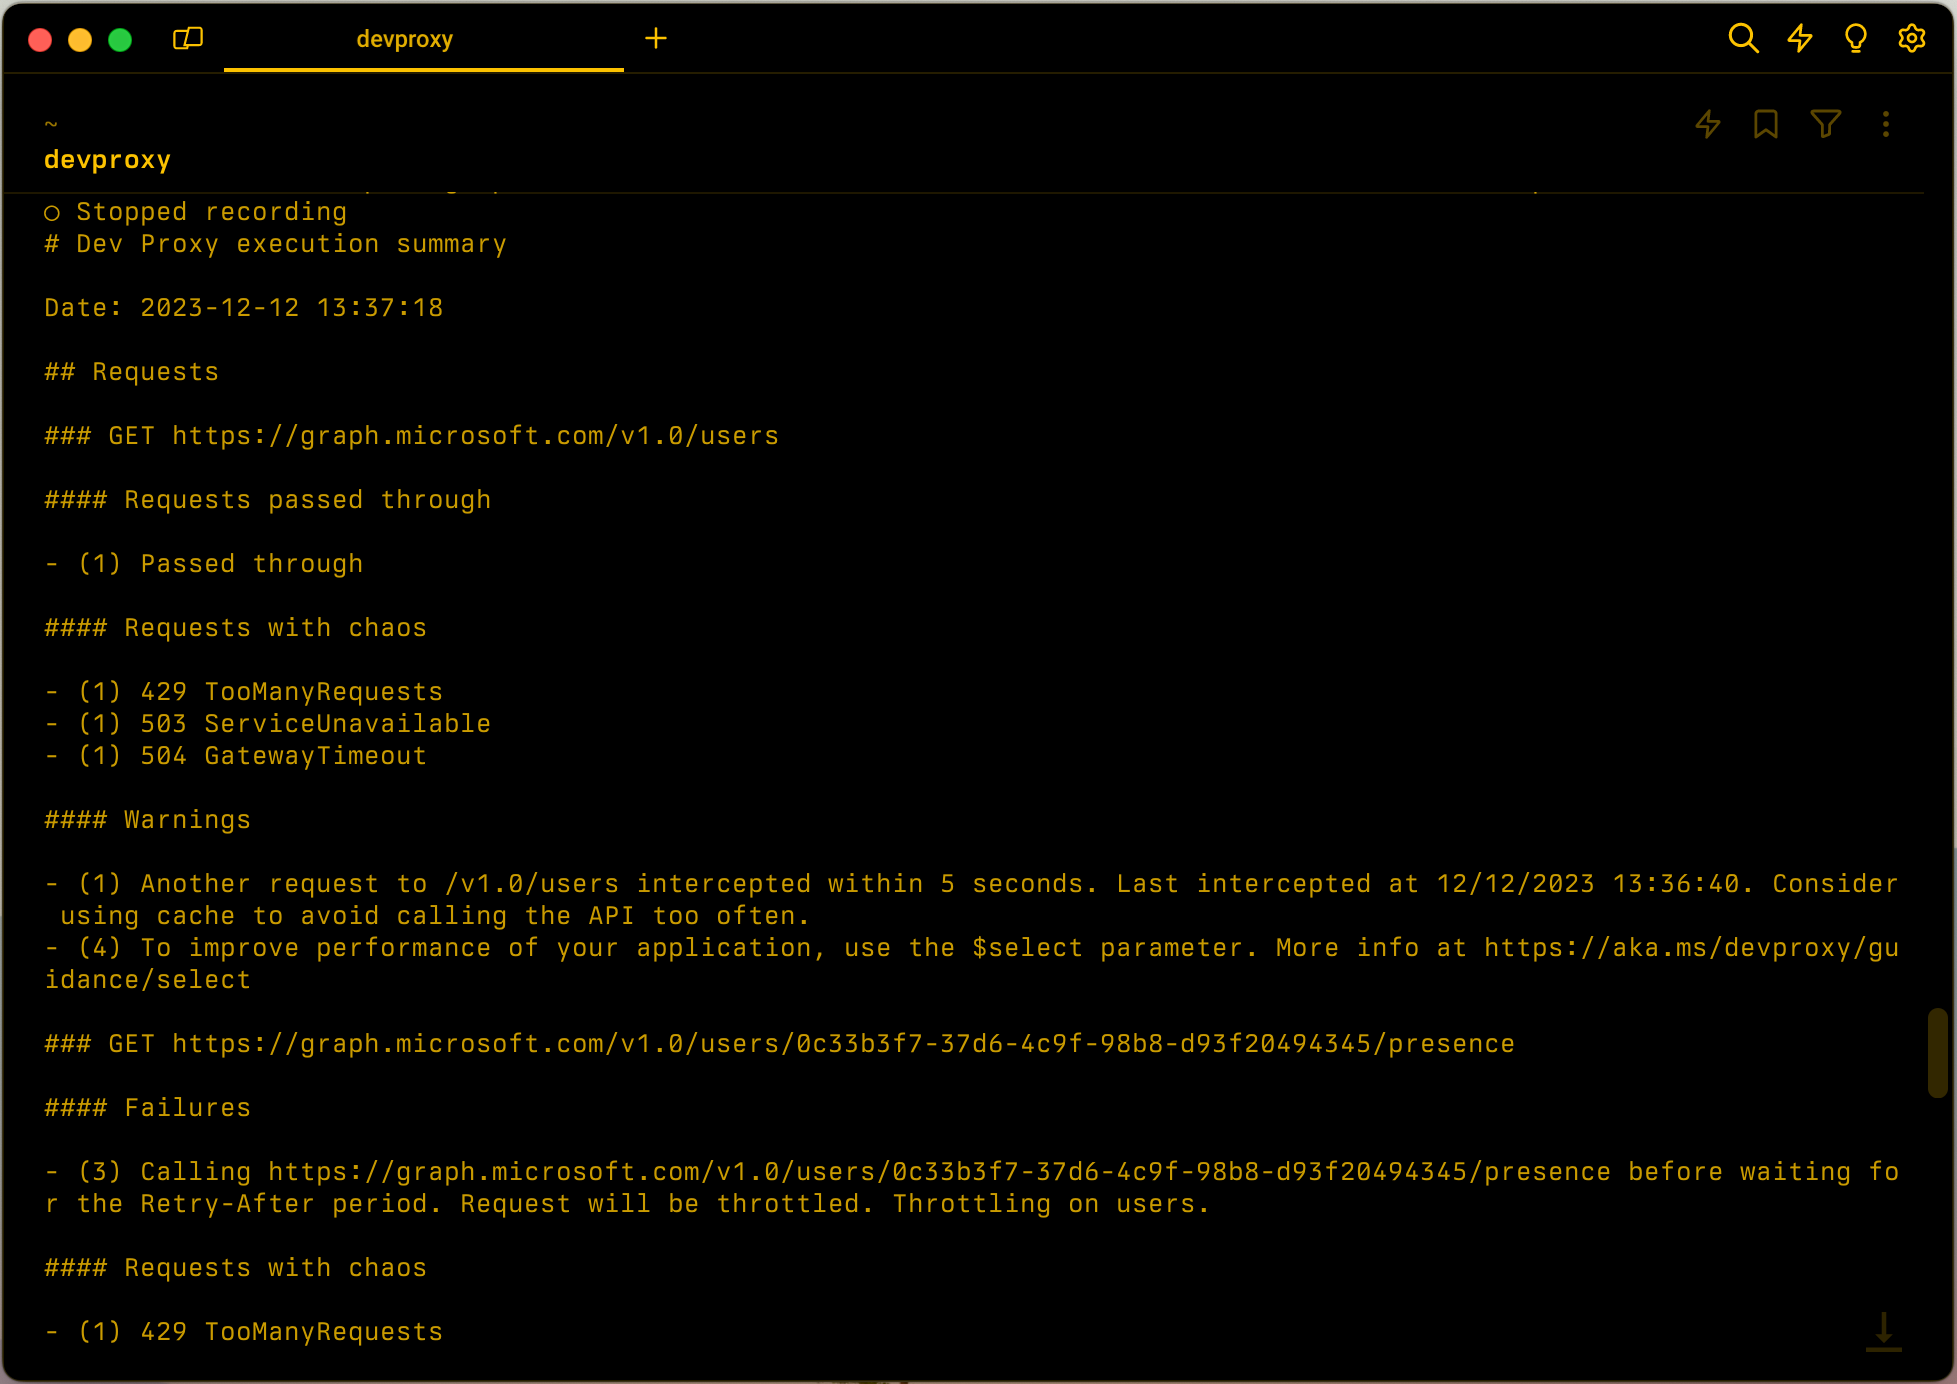 devproxy
~
devproxy
○ Stopped recording
# Dev Proxy execution summary
Date: 2023-12-12 13:37:18
## Requests
### GET https://graph.microsoft.com/v1.0/users
#### Requests passed through
- (1) Passed through
#### Requests with chaos
- (1) 429 TooManyRequests
- (1) 503 ServiceUnavailable
- (1) 504 GatewayTimeout
#### Warnings
- (1) Another request to /v1.0/users intercepted within 5 seconds. Last intercepted at 12/12/2023 13:36:40. Consider
using cache to avoid calling the API too often.
- (4) To improve performance of your application, use the $select parameter. More info at https://aka.ms/devproxy/gu
idance/select
### GET https://graph.microsoft.com/v1.0/users/0c33b3f7-37d6-4c9f-98b8-d93f20494345/presence
#### Failures
- (3) Calling https://graph.microsoft.com/v1.0/users/0c33b3f7-37d6-4c9f-98b8-d93f20494345/presence before waiting fo
r the Retry-After period. Request will be throttled. Throttling on users.
#### Requests with chaos
- (1) 429 TooManyRequests